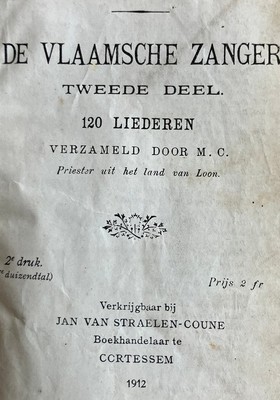 DE VLAAMSCHE ZANGER
TWEEDE DEEL.
120 LIEDEREN
VERZAMELD DOOR M. C.
Priester uit het land van Loon.
2e druk.
duizendtal)
Prijs 2 fr
Verkrijgbaar bij
JAN VAN STRAELEN-COUNE
Boekhandelaar te
CORTESSEM
1912